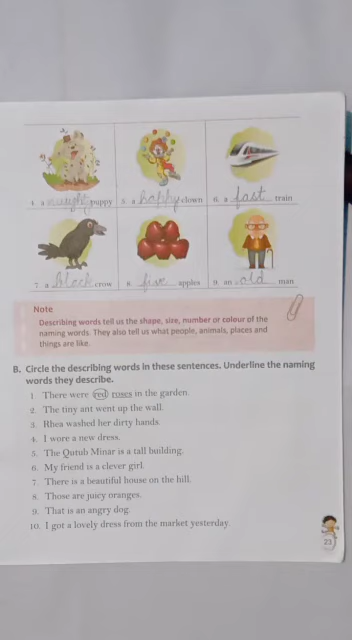 4. a naughty puppy 5. a happy clown 6. a fast train
7. a black crow 8. five apples 9. an old man
Note
Describing words tell us the shape, size, number or colour of the
naming words. They also tell us what people, animals, places and
things are like.
B. Circle the describing words in these sentences. Underline the naming
words they describe.
1. There were red roses in the garden.
2. The tiny ant went up the wall.
3. Rhea washed her dirty hands.
4. I wore a new dress.
5. The Qutub Minar is a tall building.
6. My friend is a clever girl.
7. There is a beautiful house on the hill.
8. Those are juicy oranges.
9. That is an angry dog.
10. I got a lovely dress from the market yesterday.
23